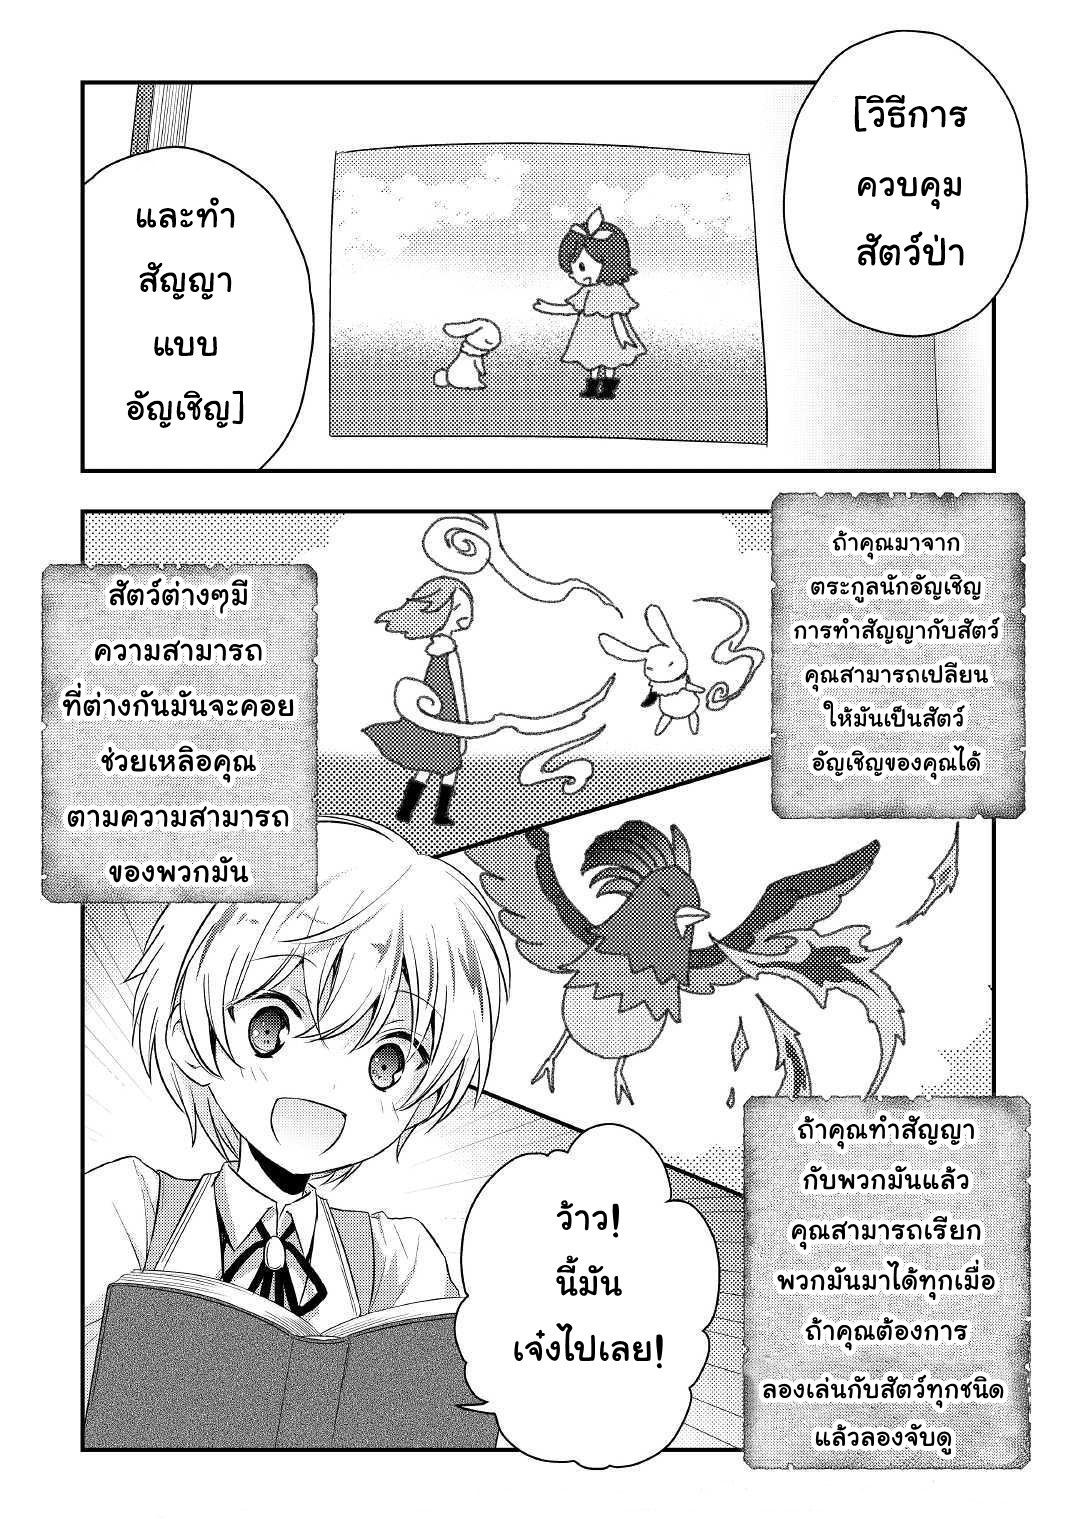 [วิธีการ
ควบคุม
สัตว์ป่า
และทำ
สัญญา
แบบ
อัญเชิญ]
ถ้าคุณมาจาก
ตระกูลนักอัญเชิญ
การทำสัญญากับสัตว์
คุณสามารถเปลี่ยน
ให้มันเป็นสัตว์
อัญเชิญของคุณได้
สัตว์ต่างๆมี
ความสามารถ
ที่ต่างกันมันจะคอย
ช่วยเหลือคุณ
ตามความสามารถ
ของพวกมัน
ถ้าคุณทำสัญญา
กับพวกมันแล้ว
คุณสามารถเรียก
พวกมันมาได้ทุกเมื่อ
ถ้าคุณต้องการ
ลองเล่นกับสัตว์ทุกชนิด
แล้วลองจับดู
ว้าว!
นี้มัน
เจ๋งไปเลย!